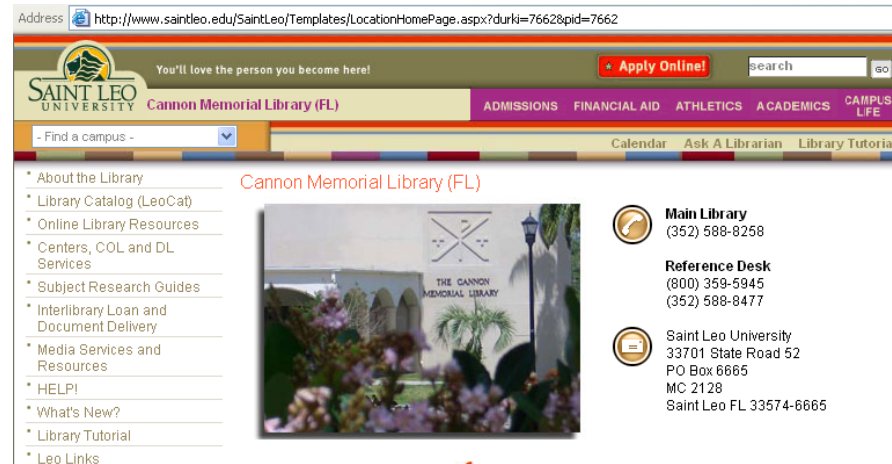 Address http://www.saintleo.edu/SaintLeo/Templates/LocationHomePage.aspx?durki=7662&pid=7662
You'll love the person you become here!
Apply Online!
search
GO
SAINT LEO
UNIVERSITY
Cannon Memorial Library (FL)
ADMISSIONS FINANCIAL AID ATHLETICS ACADEMICS CAMPUS LIFE
- Find a campus -
Calendar Ask A Librarian Library Tutoria
About the Library
Library Catalog (LeoCat)
Online Library Resources
Centers, COL and DL
Services
Subject Research Guides
Interlibrary Loan and
Document Delivery
Media Services and
Resources
HELP!
What's New?
Library Tutorial
Leo Links
Cannon Memorial Library (FL)
THE CANNON
MEMORIAL LIBRARY
Main Library
(352) 588-8258
Reference Desk
(800) 359-5945
(352) 588-8477
Saint Leo University
33701 State Road 52
PO Box 6665
MC 2128
Saint Leo FL 33574-6665